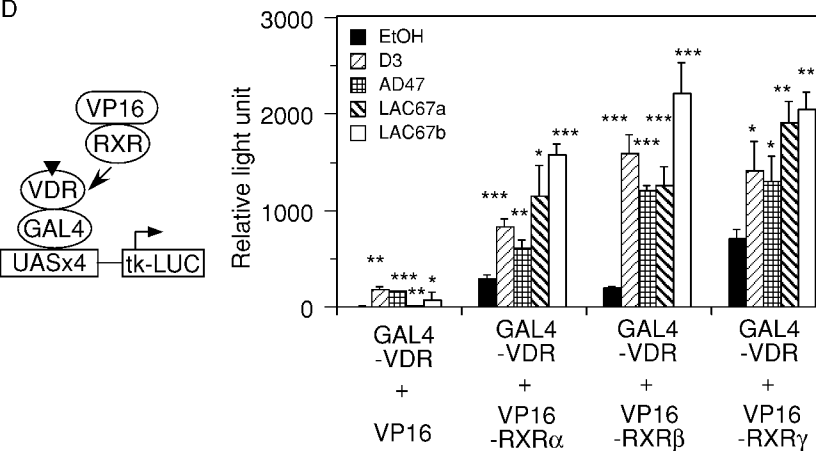 D
VP16
RXR
VDR
GAL4
UASx4
tk-LUC
Relative light unit
3000
2000
1000
0
EtOH
D3
AD47
LAC67a
LAC67b
** *** ** *
*** ** * ***
*** *** *** ***
* * ** **
GAL4
-VDR
+
VP16
GAL4
-VDR
+
VP16
-RXRα
GAL4
-VDR
+
VP16
-RXRβ
GAL4
-VDR
+
VP16
-RXRγ